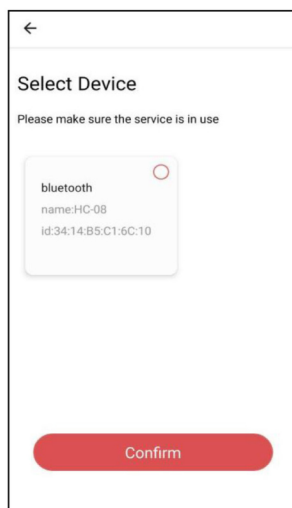 Select Device
Please make sure the service is in use
bluetooth
name:HC-08
id:34:14:B5:C1:6C:10
Confirm